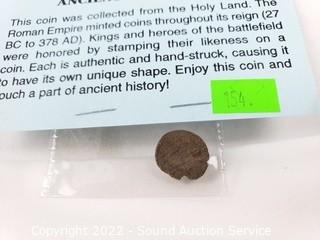 This coin was collected from the Holy Land. The
Roman Empire minted coins throughout its reign (27
BC to 378 AD). Kings and heroes of the battlefield
were honored by stamping their likeness on a
coin. Each is authentic and hand-struck, causing it
to have its own unique shape. Enjoy this coin and
ouch a part of ancient history!
154.
Copyright 2022 - Sound Auction Service